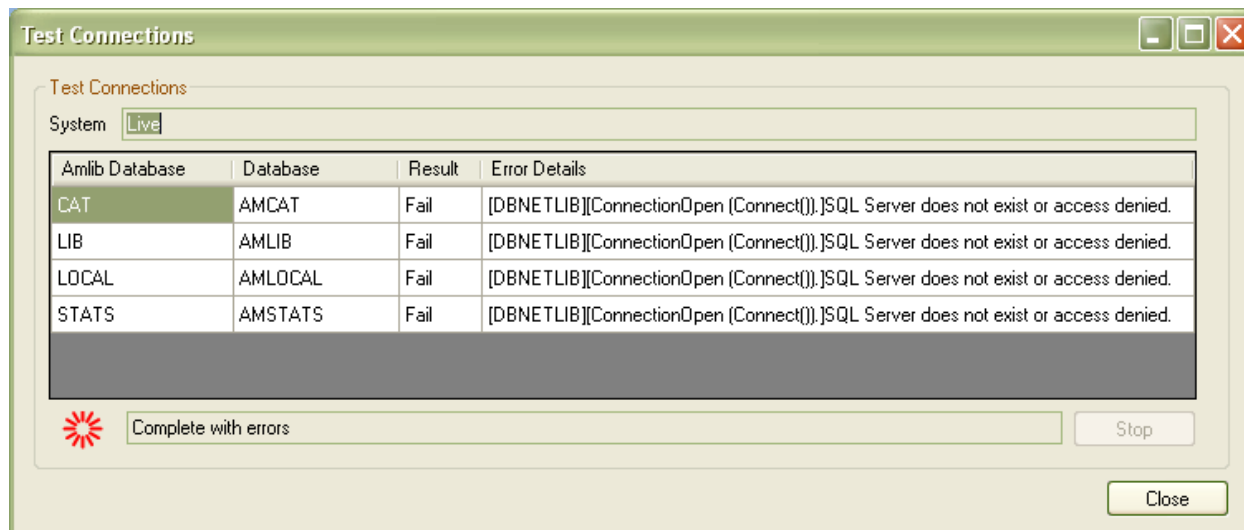 Test Connections
Test Connections
System Live
Amlib Database Database Result Error Details
CAT AMCAT Fail [DBNETLIB][ConnectionOpen (Connect()).]SQL Server does not exist or access denied.
LIB AMLIB Fail [DBNETLIB][ConnectionOpen (Connect()).]SQL Server does not exist or access denied.
LOCAL AMLOCAL Fail [DBNETLIB][ConnectionOpen (Connect()).]SQL Server does not exist or access denied.
STATS AMSTATS Fail [DBNETLIB][ConnectionOpen (Connect()).]SQL Server does not exist or access denied.
Complete with errors Stop
Close